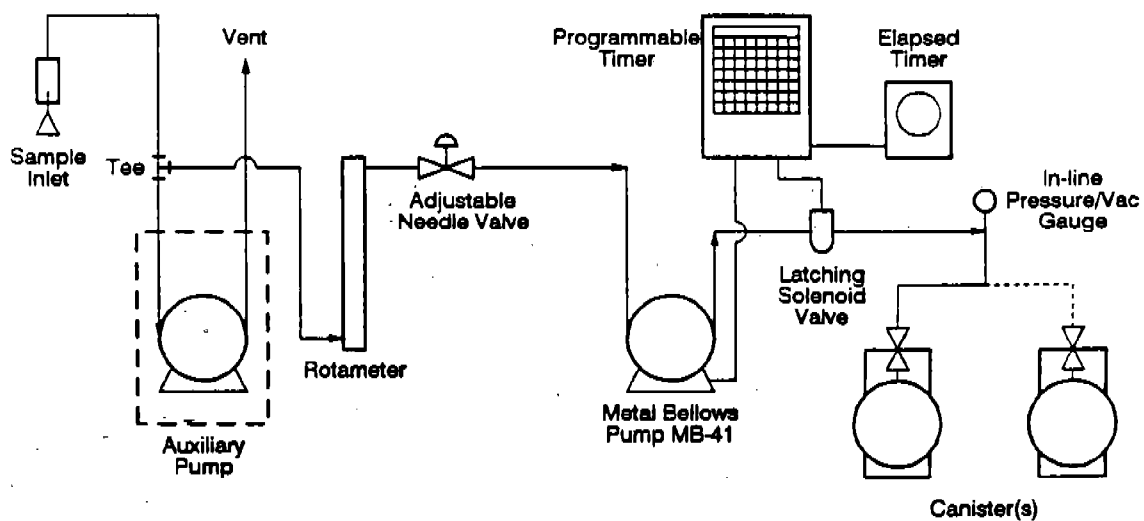 Vent
Programmable
Timer
Elapsed
Timer
Sample
Inlet
Tee
Adjustable
Needle Valve
In-line
Pressure/Vac
Gauge
Latching
Solenoid
Valve
Rotameter
Metal Bellows
Pump MB-41
Auxiliary
Pump
Canister(s)